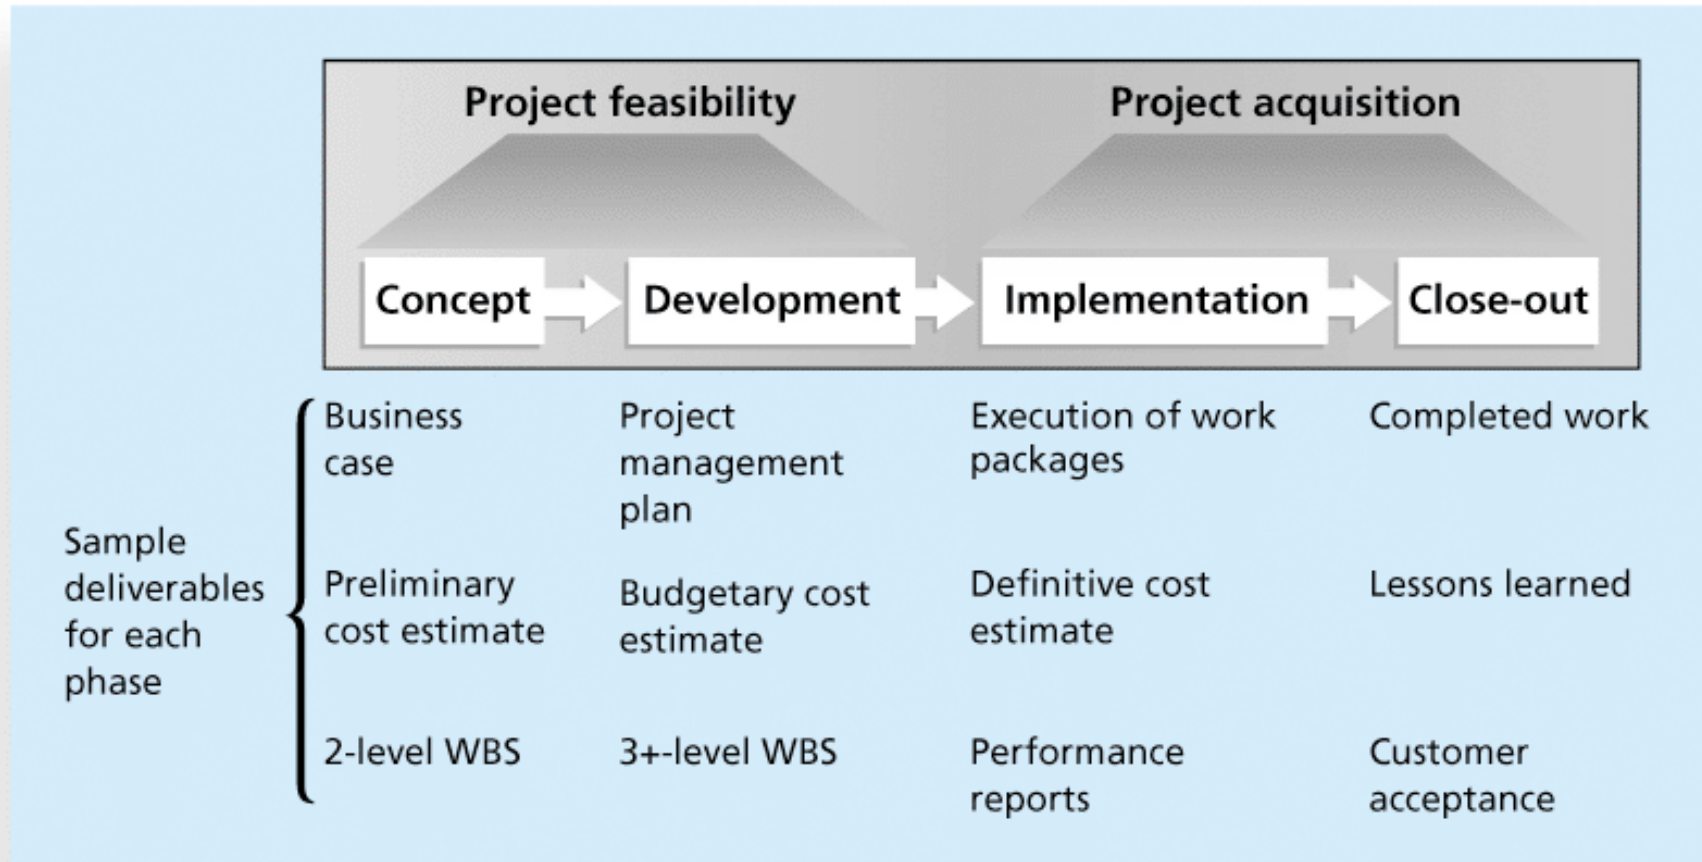 Project feasibility
Project acquisition
Concept
Development
Implementation
Close-out
Sample
deliverables
for each
phase
Business
case
Project
management
plan
Execution of work
packages
Completed work
Preliminary
cost estimate
Budgetary cost
estimate
Definitive cost
estimate
Lessons learned
2-level WBS
3+-level WBS
Performance
reports
Customer
acceptance